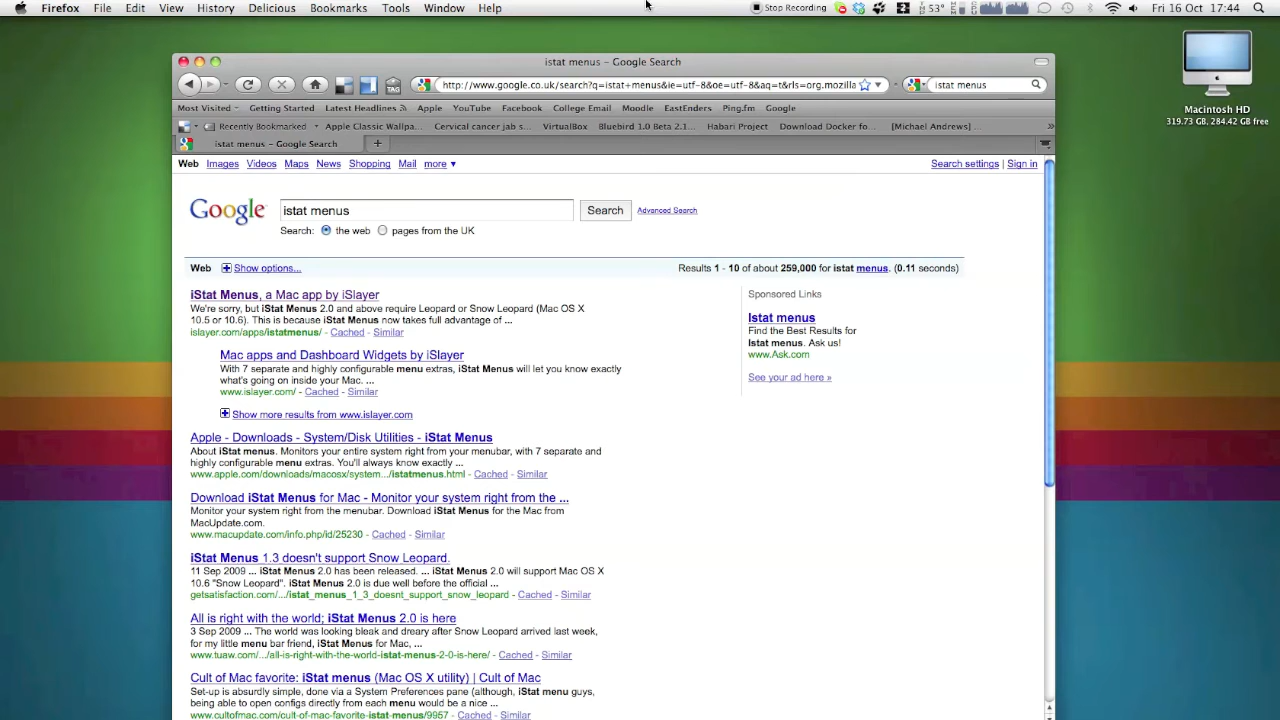 Firefox File Edit View History Delicious Bookmarks Tools Window Help Stop Recording 53° Fri 16 Oct 17:44
istat menus – Google Search
http://www.google.co.uk/search?q=istat+menus&ie=utf-8&oe=utf-8&aq=t&rls=org.mozilla istat menus
TAG
Most Visited Getting Started Latest Headlines Apple YouTube Facebook College Email Moodle EastEnders Ping.fm Google
Recently Bookmarked Apple Classic Wallpa... Cervical cancer jab s... VirtualBox Bluebird 1.0 Beta 2.1... Habari Project Download Docker fo... [Michael Andrews]... »
istat menus – Google Search +
Macintosh HD
319.73 GB, 284.42 GB free
Web Images Videos Maps News Shopping Mail more ▼ Search settings | Sign in
Google istat menus Search Advanced Search
Search: the web pages from the UK
Web Show options... Results 1 - 10 of about 259,000 for istat menus. (0.11 seconds)
iStat Menus, a Mac app by iSlayer
We're sorry, but iStat Menus 2.0 and above require Leopard or Snow Leopard (Mac OS X
10.5 or 10.6). This is because iStat Menus now takes full advantage of ...
islayer.com/apps/istatmenus/ - Cached - Similar
Mac apps and Dashboard Widgets by iSlayer
With 7 separate and highly configurable menu extras, iStat Menus will let you know exactly
what's going on inside your Mac. ...
www.islayer.com/ - Cached - Similar
Show more results from www.islayer.com
Apple - Downloads - System/Disk Utilities - iStat Menus
About iStat menus. Monitors your entire system right from your menubar, with 7 separate and
highly configurable menu extras. You'll always know exactly ...
www.apple.com/downloads/macosx/system.../istatmenus.html - Cached - Similar
Download iStat Menus for Mac - Monitor your system right from the ...
Monitor your system right from the menubar. Download iStat Menus for the Mac from
MacUpdate.com.
www.macupdate.com/info.php/id/25230 - Cached - Similar
iStat Menus 1.3 doesn't support Snow Leopard.
11 Sep 2009 ... iStat Menus 2.0 has been released. ... iStat Menus 2.0 will support Mac OS X
10.6 "Snow Leopard". iStat Menus 2.0 is due well before the official ...
getsatisfaction.com/.../istat_menus_1_3_doesnt_support_snow_leopard - Cached - Similar
All is right with the world; iStat Menus 2.0 is here
3 Sep 2009 ... The world was looking bleak and dreary after Snow Leopard arrived last week,
for my little menu bar friend, iStat Menus for Mac, ...
www.tuaw.com/.../all-is-right-with-the-world-istat-menus-2-0-is-here/ - Cached - Similar
Cult of Mac favorite: iStat menus (Mac OS X utility) | Cult of Mac
Set-up is absurdly simple, done via a System Preferences pane (although, iStat menu guys,
being able to open configs directly from each menu would be a nice ...
www.cultofmac.com/cult-of-mac-favorite-istat-menus/9957 - Cached - Similar
Sponsored Links
Istat menus
Find the Best Results for
Istat menus. Ask us!
www.Ask.com
See your ad here »